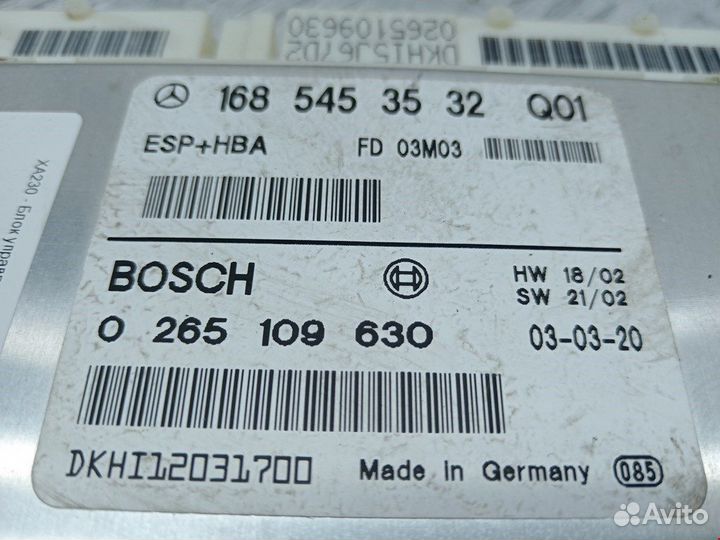 DKHI5J67D2
0265109630
168 545 35 32 Q01
ESP+HBA FD 03M03
BOSCH HW 18/02
SW 21/02
0 265 109 630 03-03-20
DKHI12031700 Made in Germany 085
XA230 - Блок
Avito